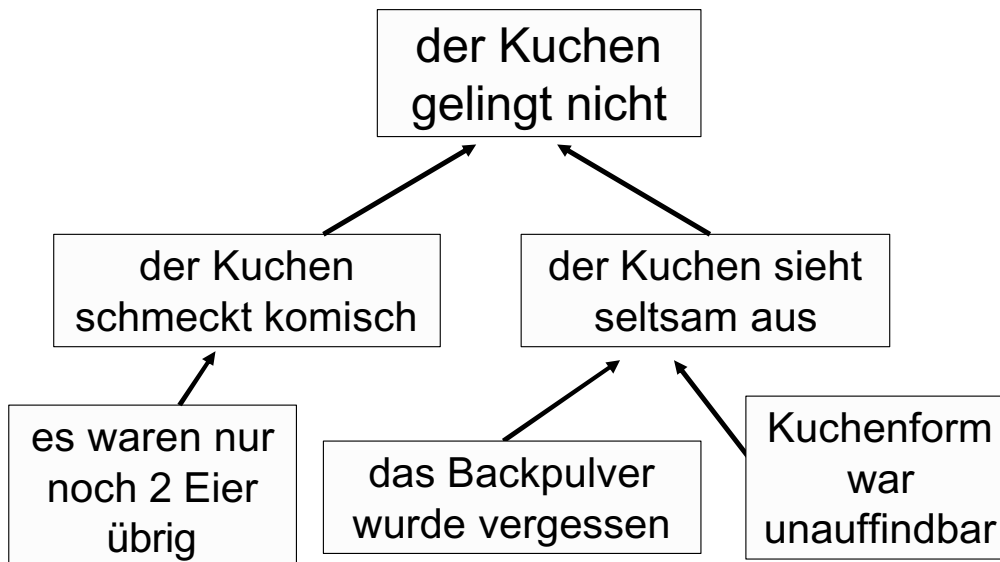 der Kuchen
gelingt nicht
der Kuchen
schmeckt komisch
der Kuchen sieht
seltsam aus
es waren nur
noch 2 Eier
übrig
das Backpulver
wurde vergessen
Kuchenform
war
unauffindbar